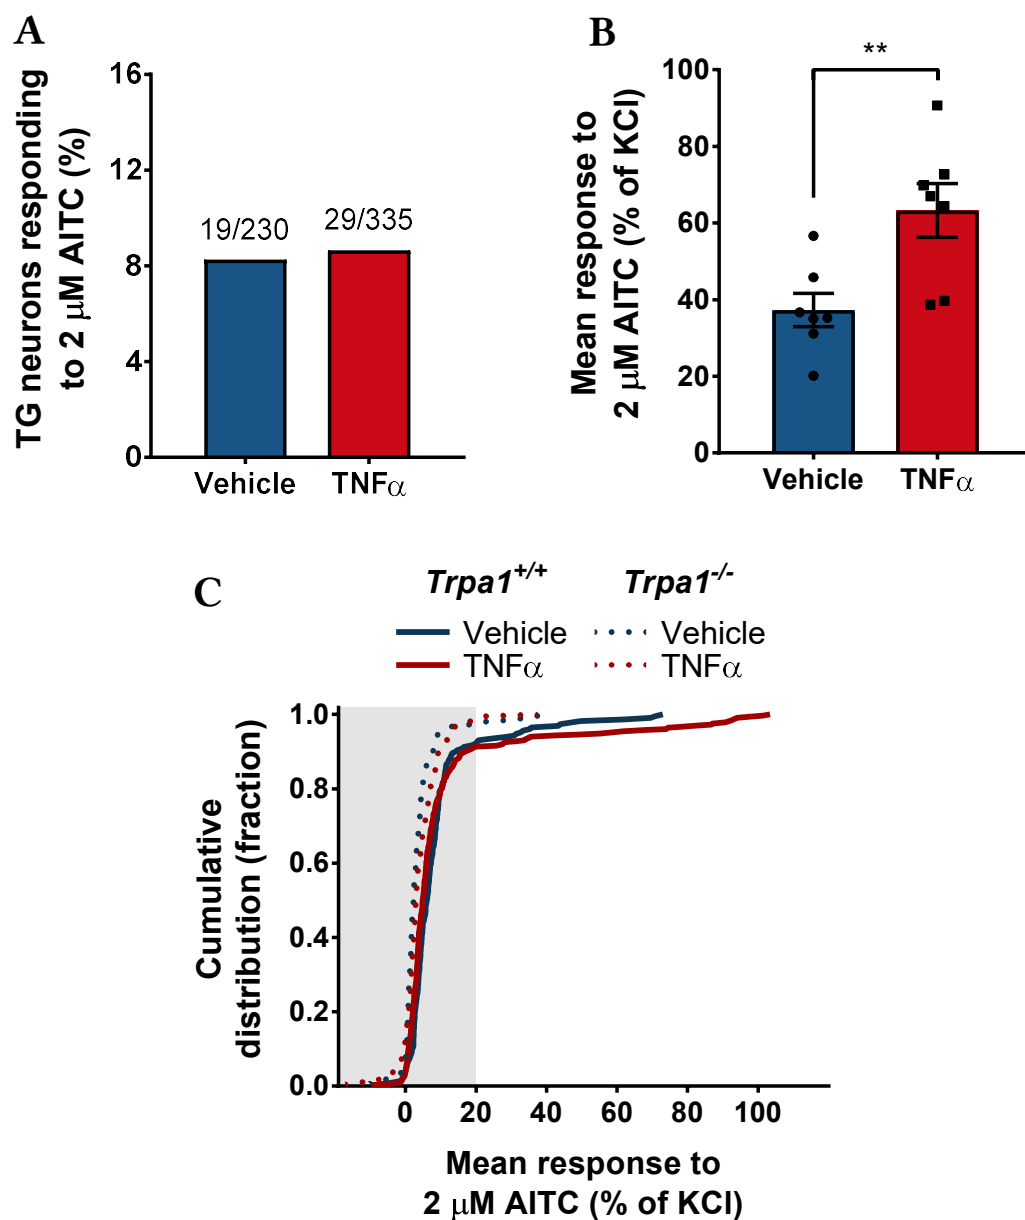 A
TG neurons responding
to 2 μM AITC (%)
16
12
8
4
0
19/230
29/335
Vehicle
TNFα
B
Mean response to
2 μM AITC (% of KCl)
100
80
60
40
20
0
**
Vehicle
TNFα
C
Trpa1+/+
Trpa1-/-
Vehicle
Vehicle
TNFα
TNFα
Cumulative
distribution (fraction)
1.0
0.8
0.6
0.4
0.2
0.0
0
20
40
60
80
100
Mean response to
2 μM AITC (% of KCl)